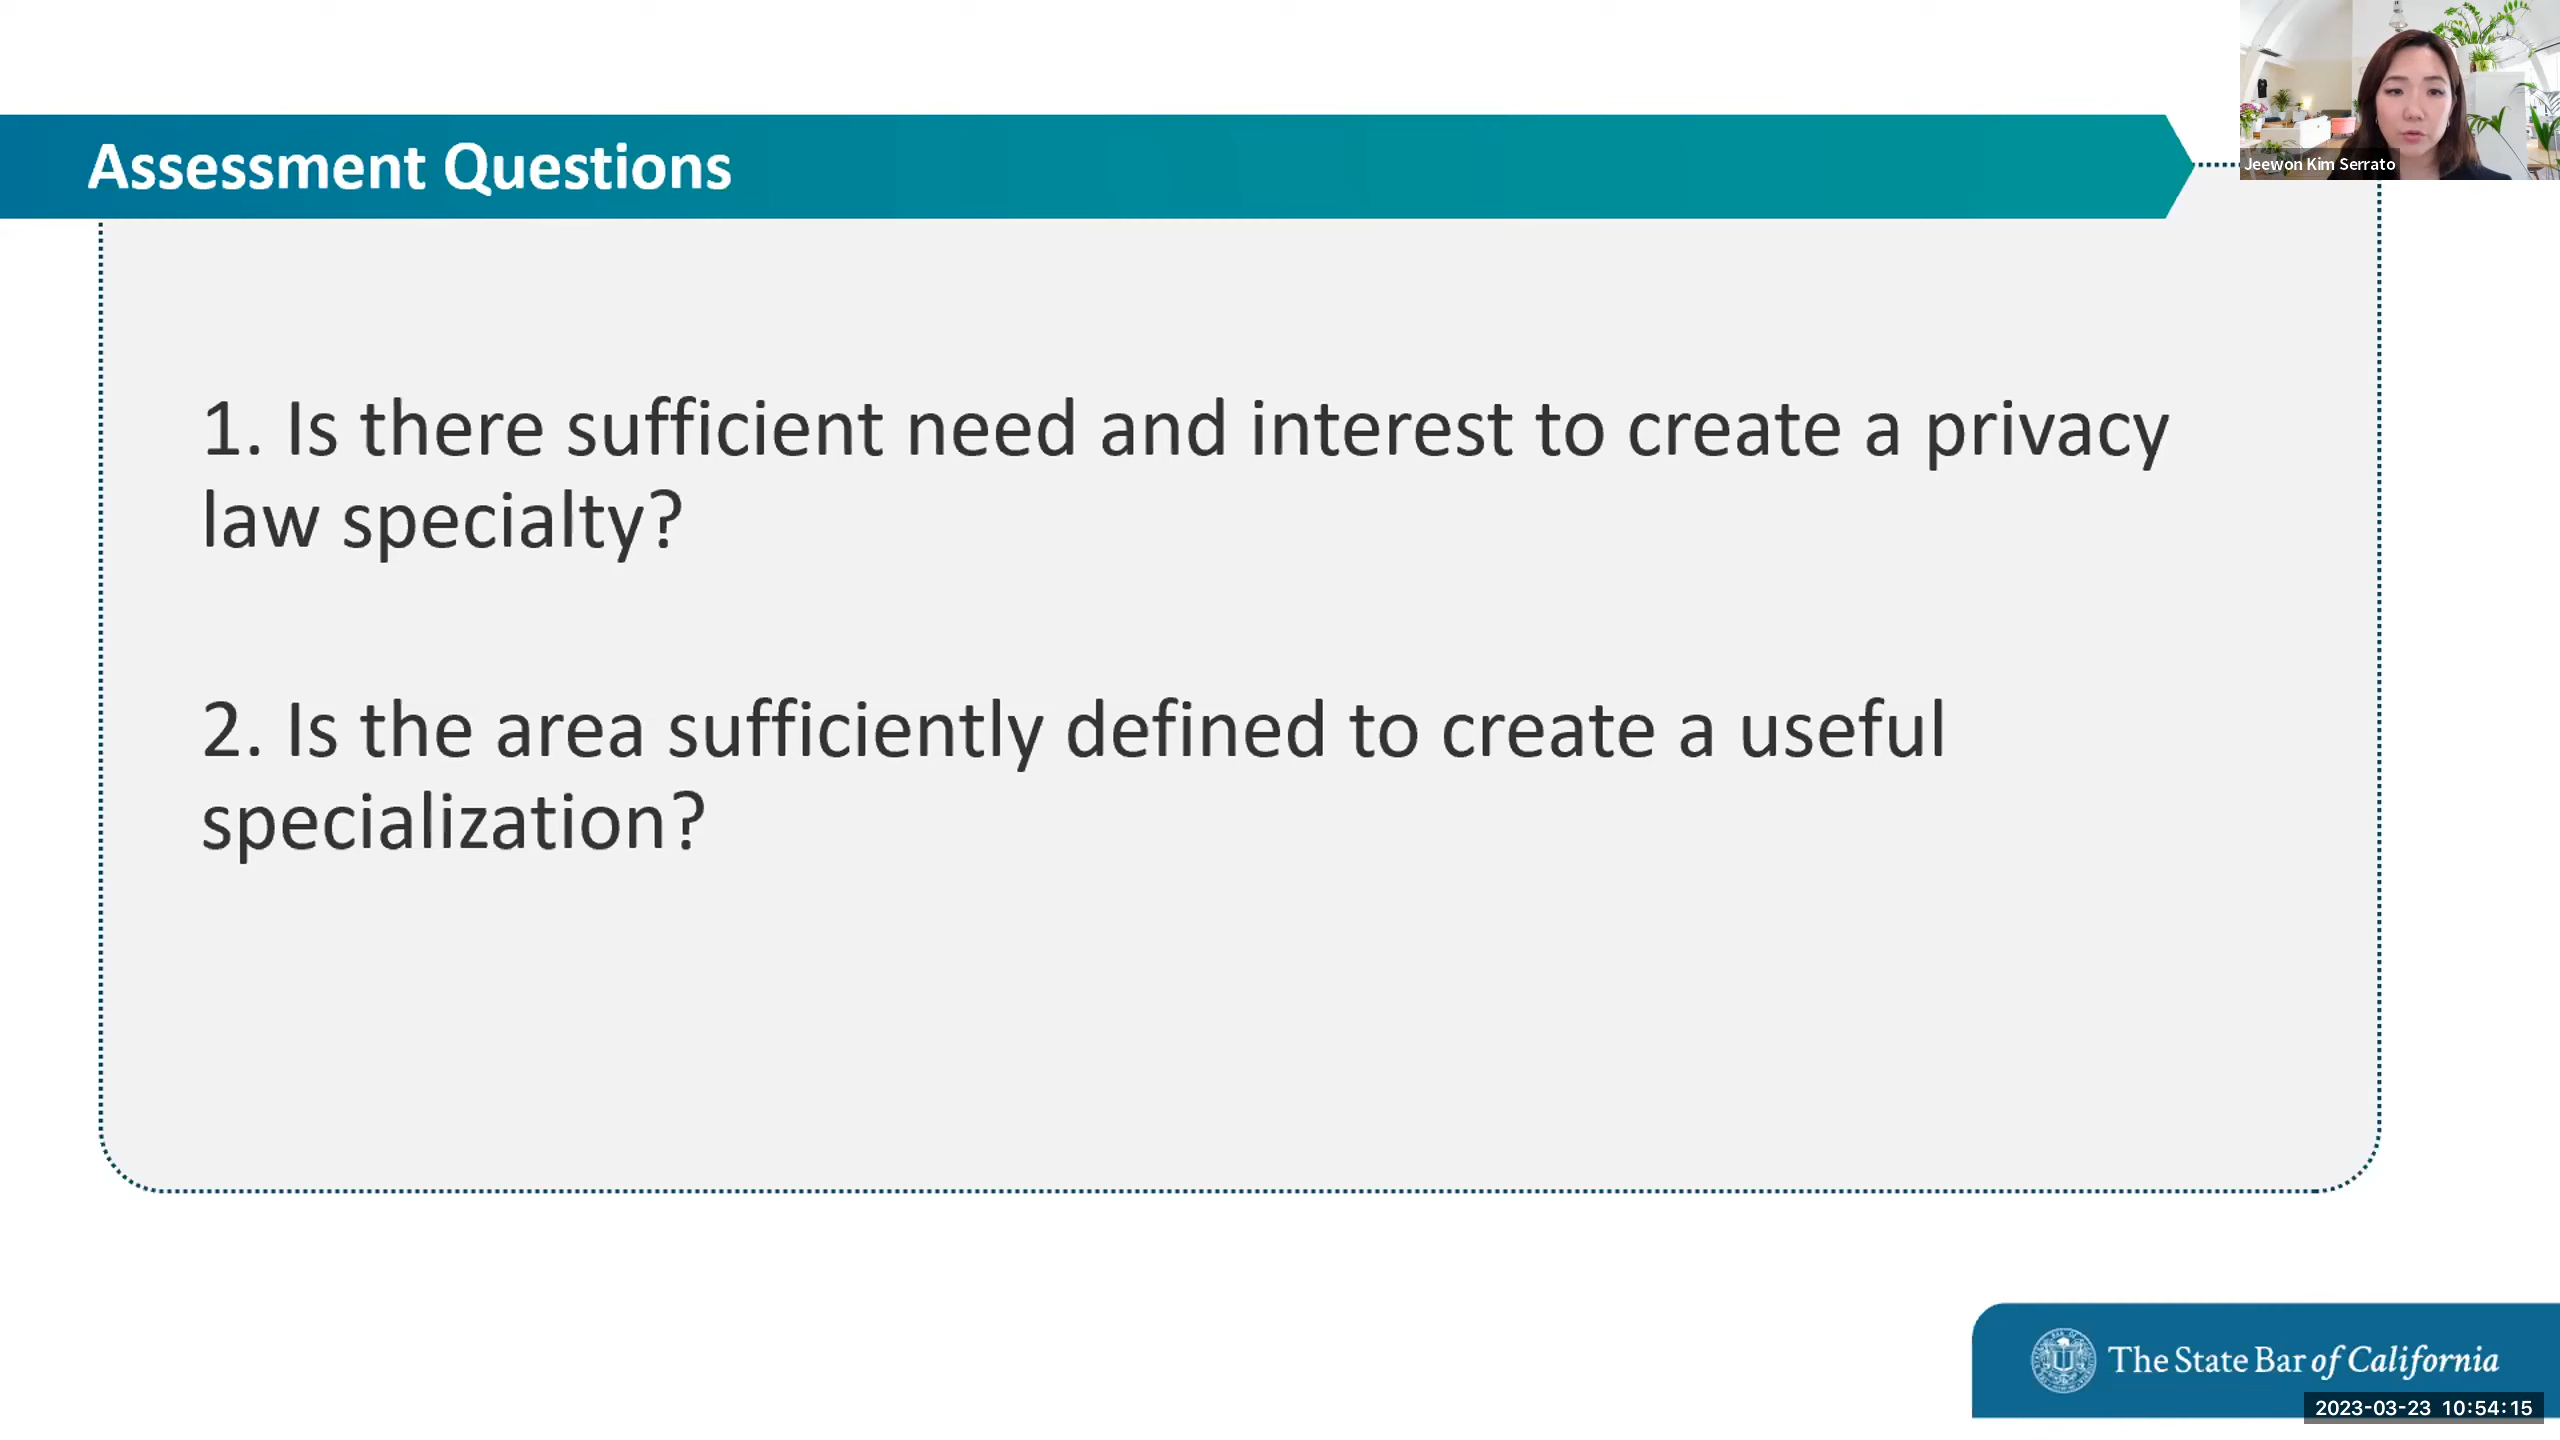 Assessment Questions
Jeewon Kim Serrato
1. Is there sufficient need and interest to create a privacy
law specialty?
2. Is the area sufficiently defined to create a useful
specialization?
The State Bar of California
2023-03-23 10:54:15